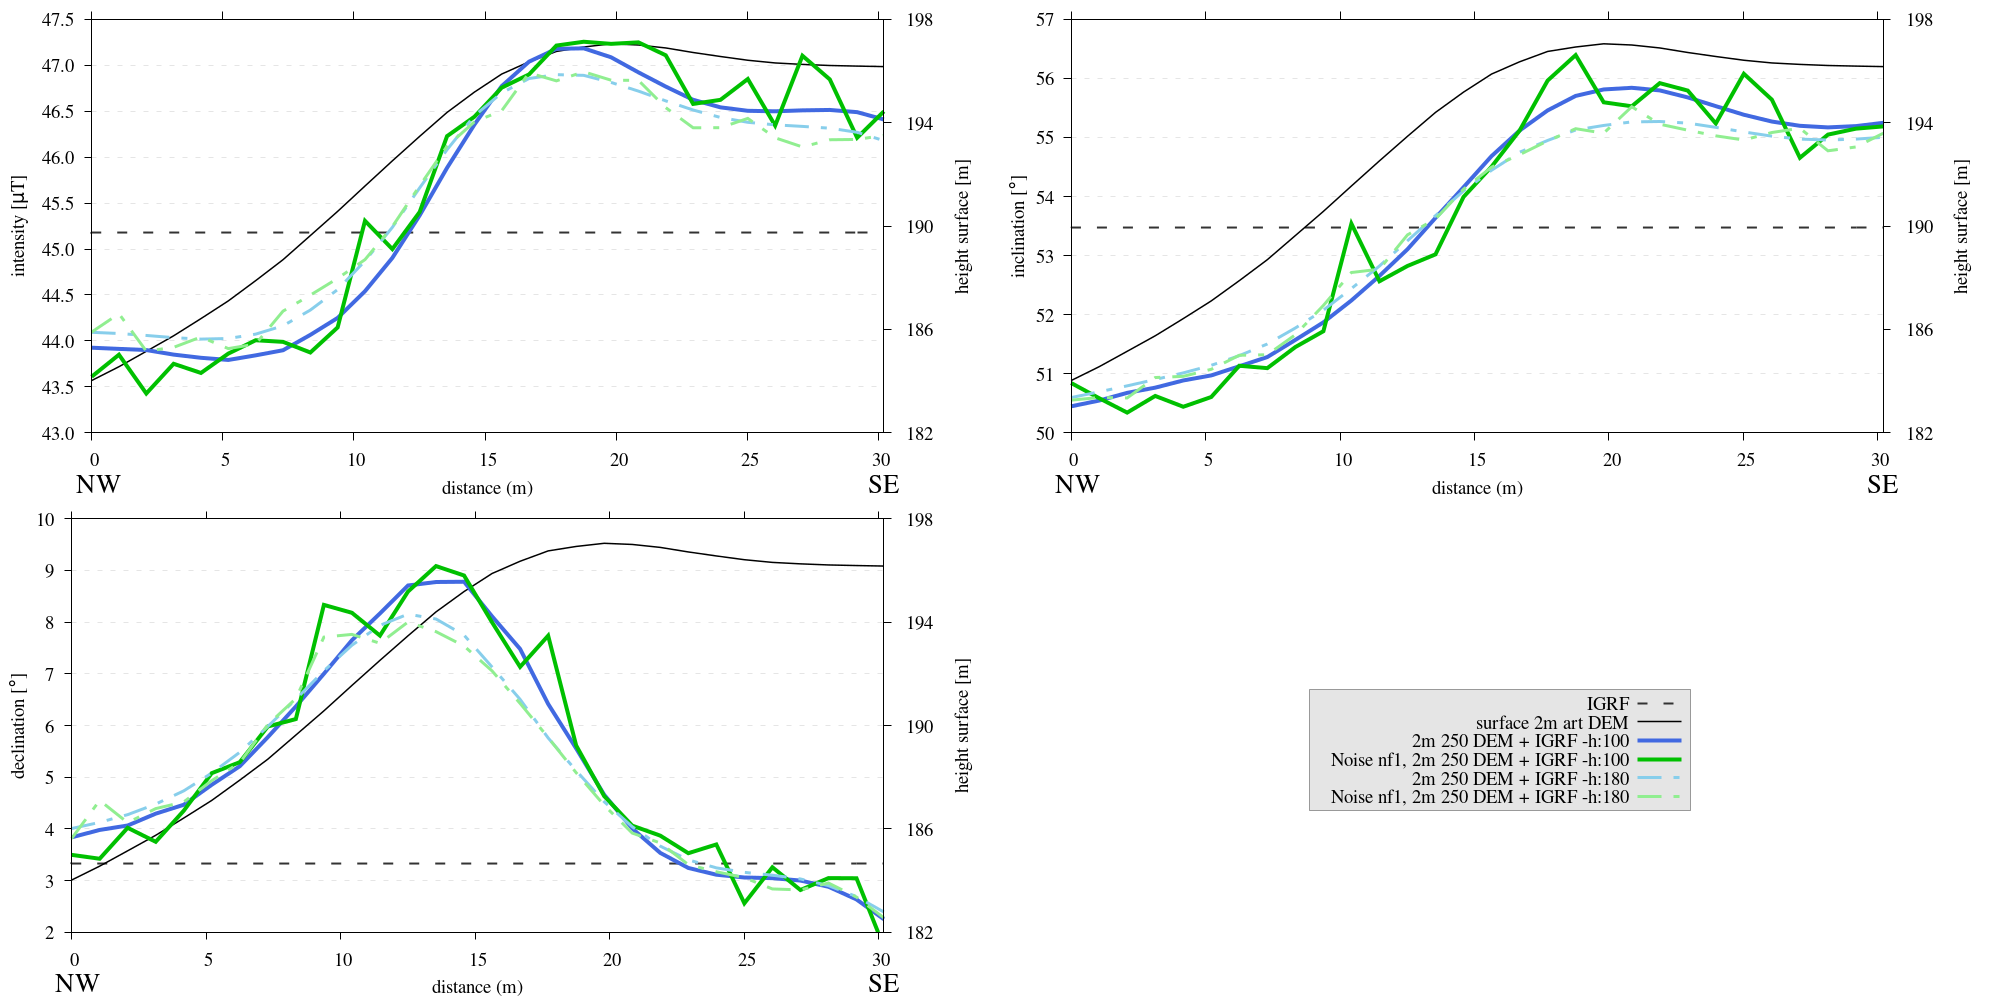 47.5
47.0
46.5
46.0
45.5
45.0
44.5
44.0
43.5
43.0
intensity [µT]
198
194
190
186
182
height surface [m]
0 5 10 15 20 25 30
NW distance (m) SE
57
56
55
54
53
52
51
50
inclination [°]
198
194
190
186
182
height surface [m]
0 5 10 15 20 25 30
NW distance (m) SE
10
9
8
7
6
5
4
3
2
declination [°]
198
194
190
186
182
height surface [m]
0 5 10 15 20 25 30
NW distance (m) SE
IGRF
surface 2m art DEM
2m 250 DEM + IGRF -h:100
Noise nf1, 2m 250 DEM + IGRF -h:100
2m 250 DEM + IGRF -h:180
Noise nf1, 2m 250 DEM + IGRF -h:180